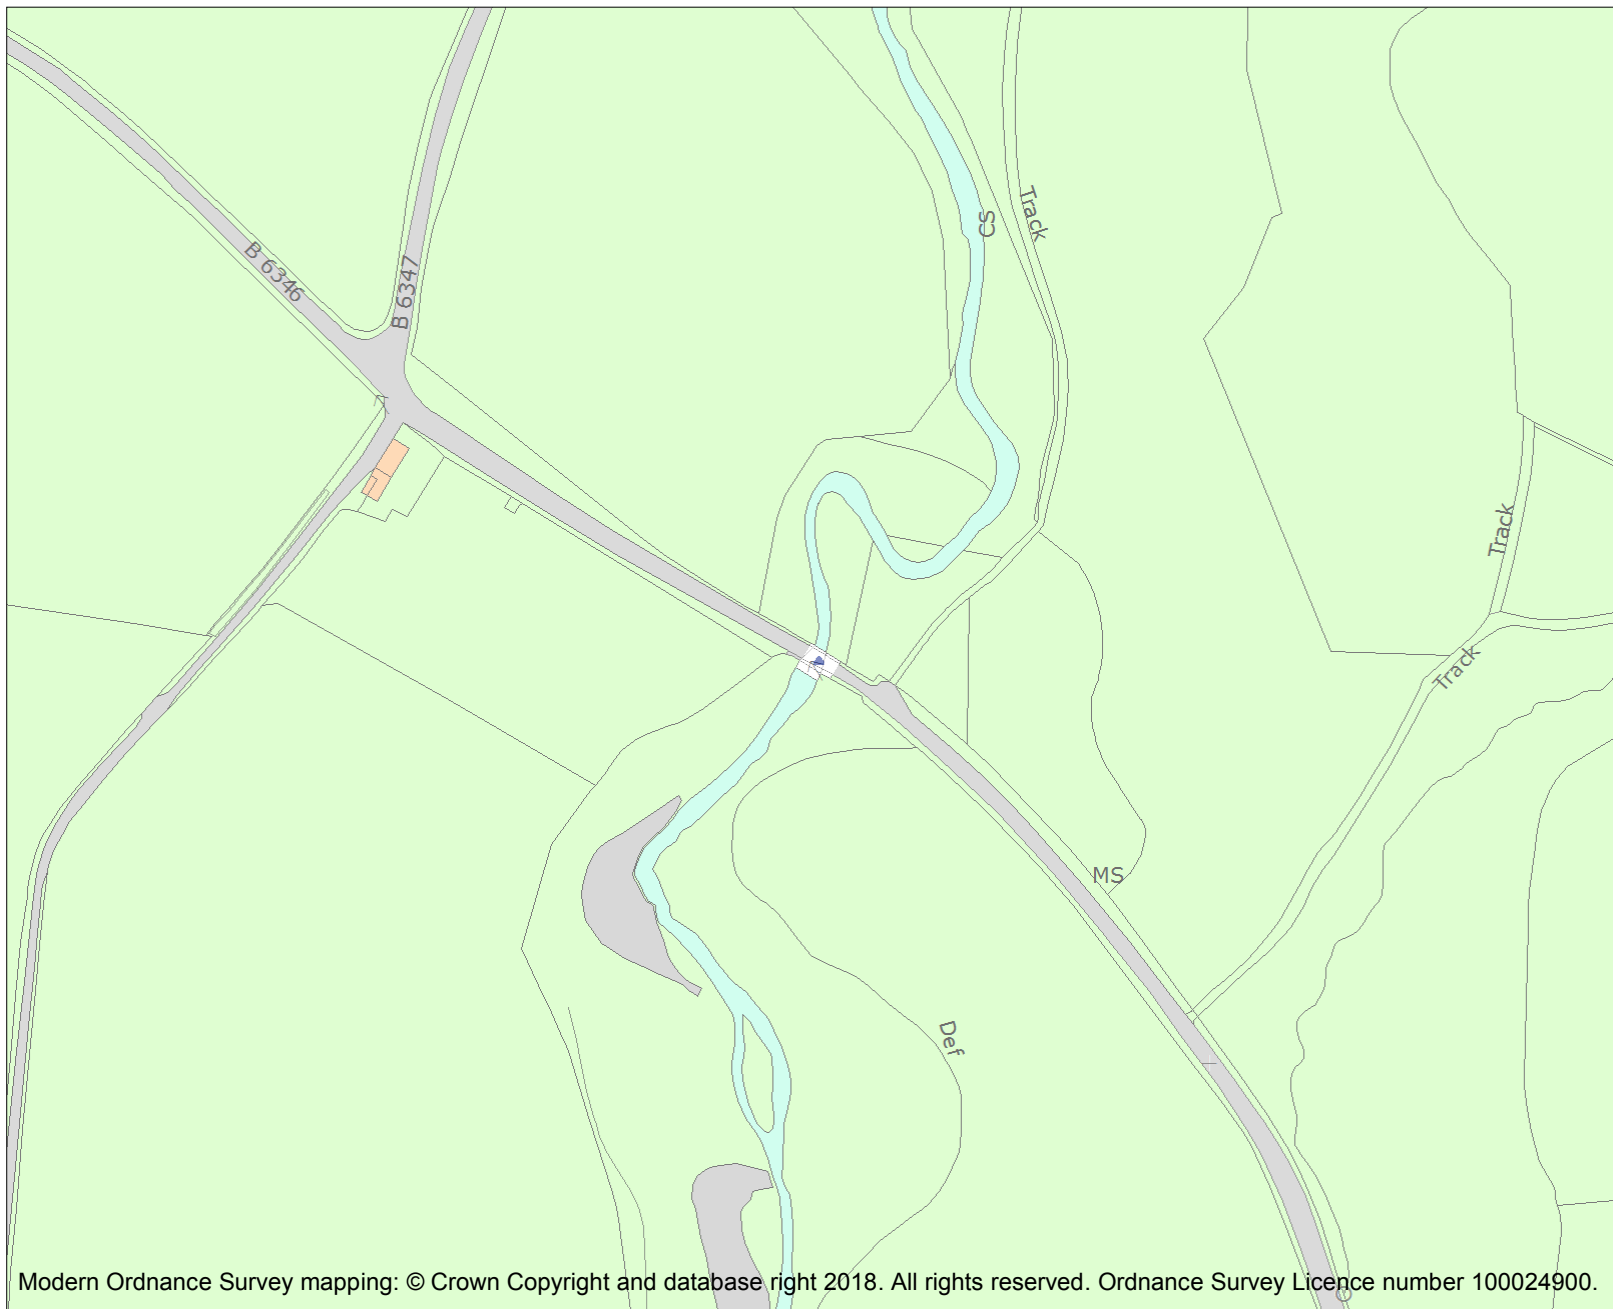 CS
Track
B 6346
B 6347
Track
Track
MS
Def
Modern Ordnance Survey mapping: © Crown Copyright and database right 2018. All rights reserved. Ordnance Survey Licence number 100024900.